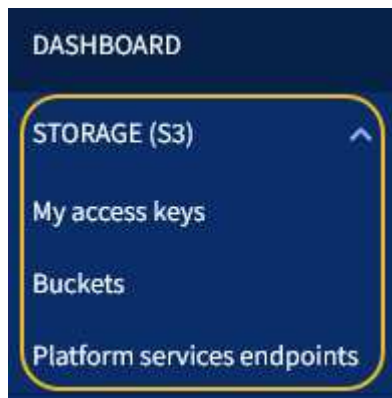 DASHBOARD
STORAGE (S3)
My access keys
Buckets
Platform services endpoints